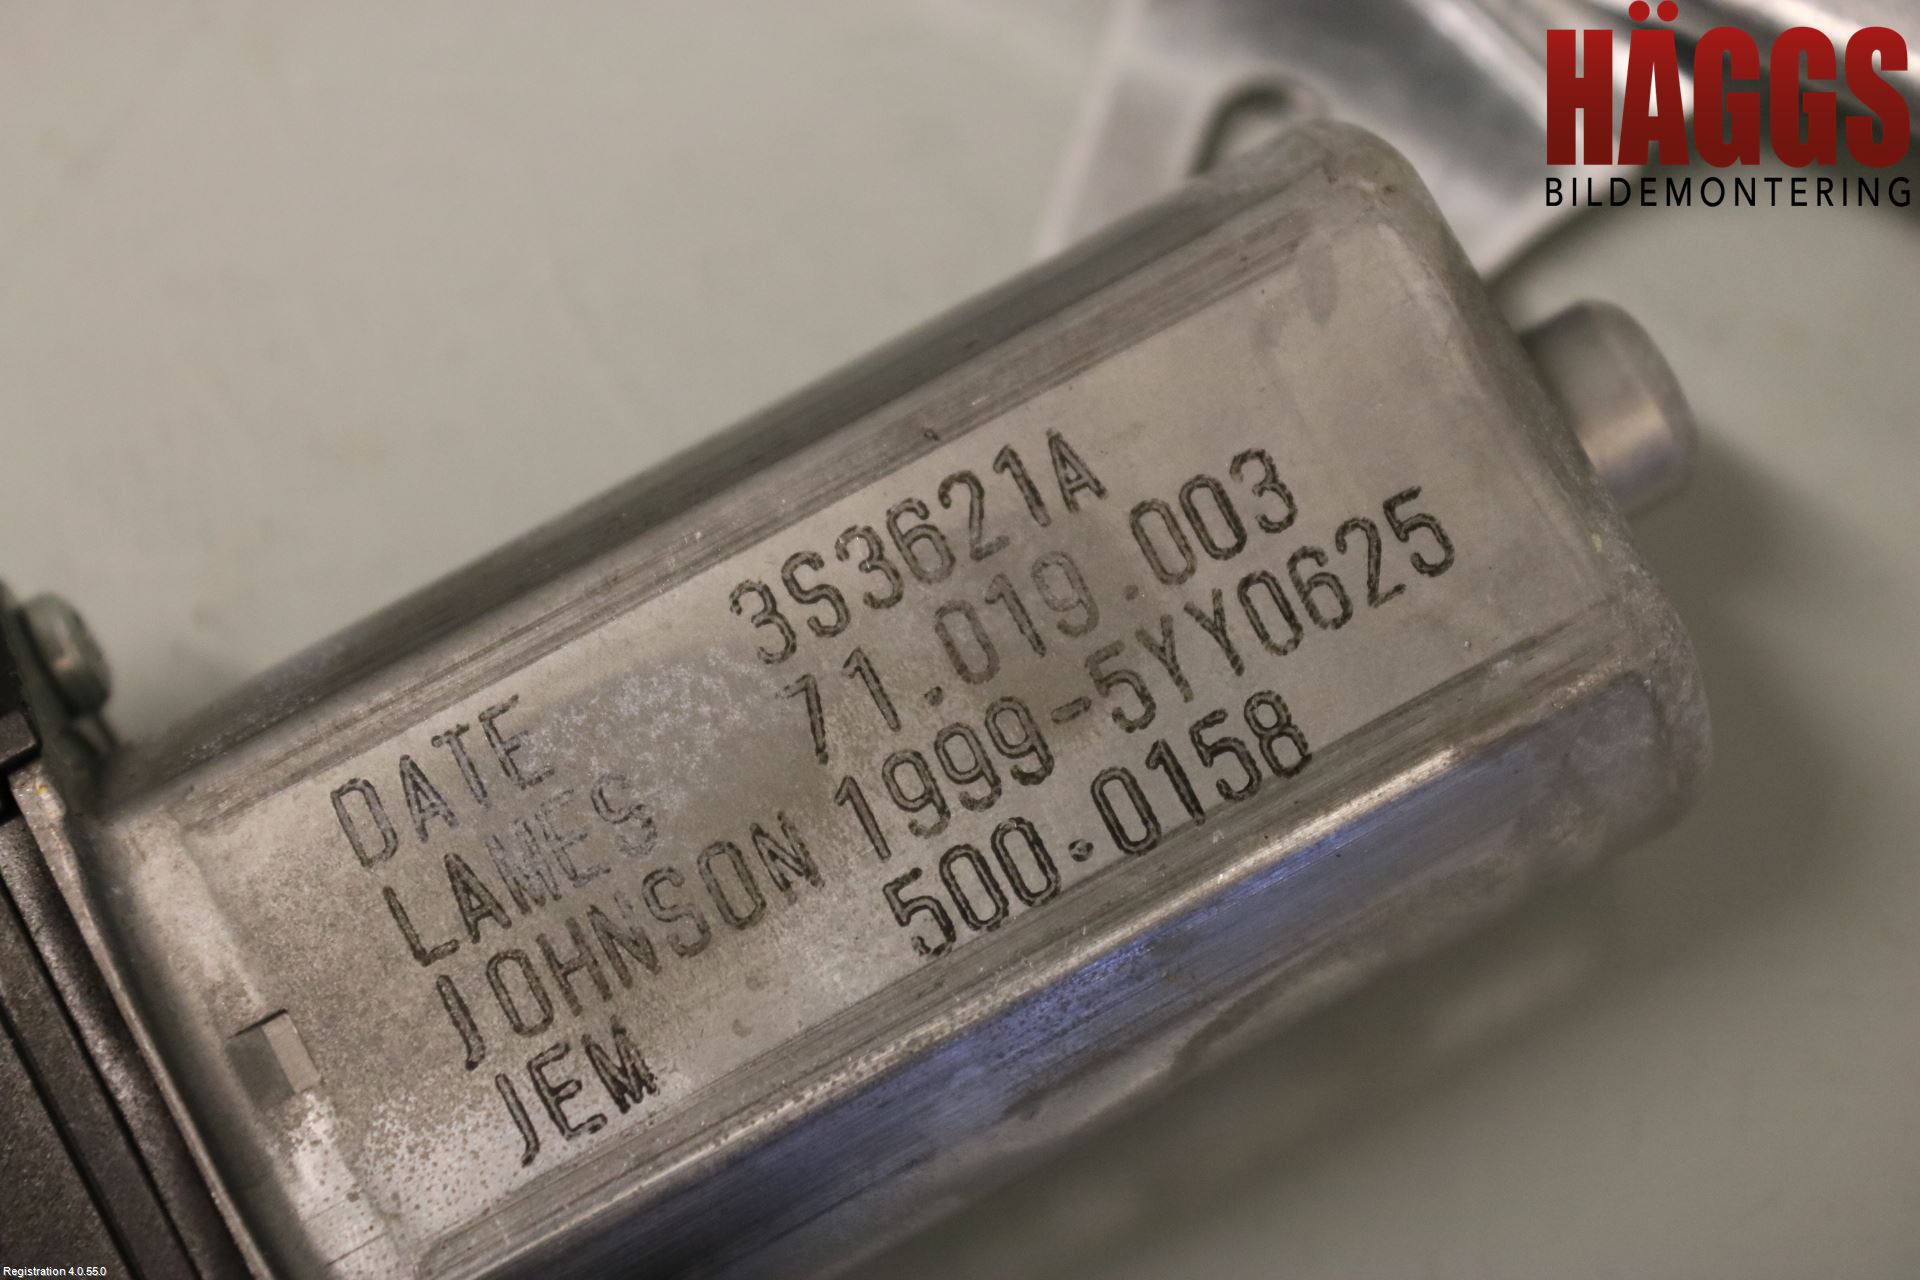 HÄGGS
BILDEMONTERING
DATE 3S3621A
LAMES 71.019.003
JOHNSON 1999-5YY0625
JEM 500.0158
Registration 4.0.55.0